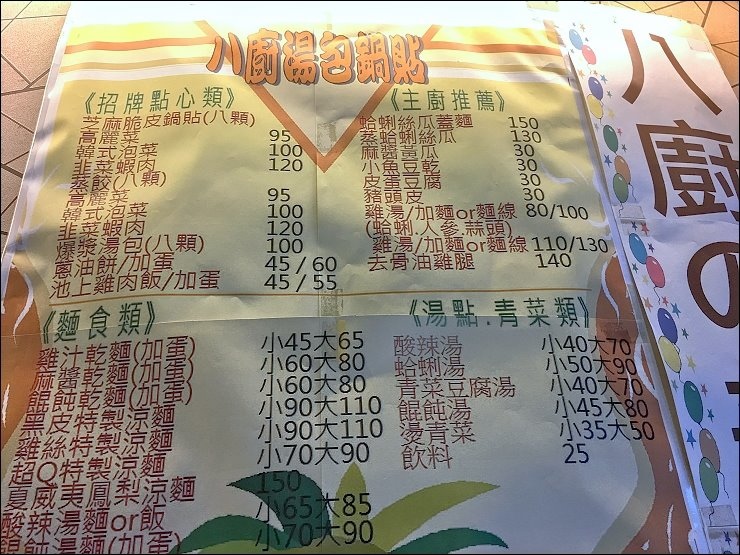 八廚湯包鍋貼
《招牌點心類》
芝麻脆皮鍋貼(八顆)
高麗菜 95
韓式泡菜 100
韭菜蝦肉 120
蒸餃(八顆)
高麗菜 95
韓式泡菜 100
韭菜蝦肉 120
爆漿湯包(八顆) 100
蔥油餅/加蛋 45/60
池上雞肉飯/加蛋 45/55
《主廚推薦》
蛤蜊絲瓜蓋麵 150
蒸蛤蜊絲瓜 130
麻醬黃瓜 30
小魚豆乾 30
皮蛋豆腐 30
豬頭皮 30
雞湯/加麵or麵線 80/100
(蛤蜊.人參.蒜頭)
雞湯/加麵or麵線 110/130
去骨油雞腿 140
《麵食類》
雞汁乾麵(加蛋) 小45大65
麻醬乾麵(加蛋) 小60大80
餛飩乾麵(加蛋) 小60大80
皮特製涼麵 小90大110
雞絲特製涼麵 小90大110
超Q特製涼麵 小70大90
夏威夷鳳梨涼麵 150
酸辣湯麵or飯 小65大85
餛飩湯麵(加蛋) 小70大90
《湯點.青菜類》
酸辣湯 小40大70
蛤蜊湯 小50大90
青菜豆腐湯 小40大70
餛飩湯 小45大80
燙青菜 小35大50
飲料 25
八廚の